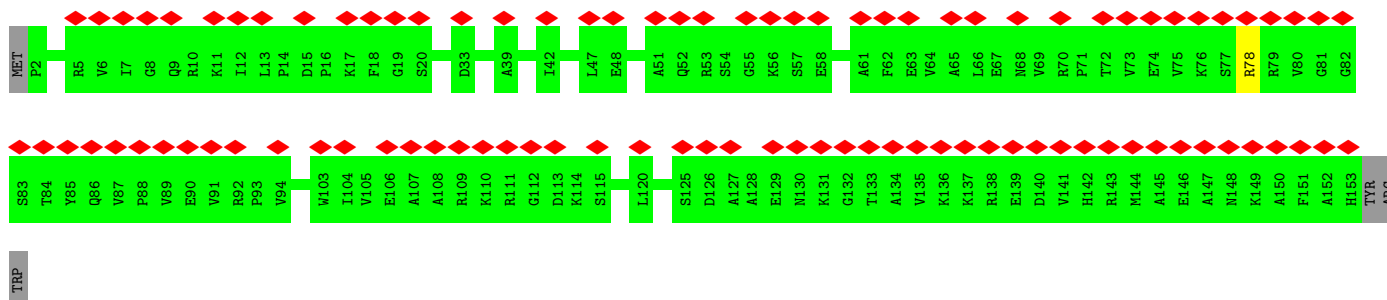 MET P2 R5 V6 I7 G8 Q9 R10 K11 I12 L13 P14 D15 P16 K17 F18 G19 S20 D33 A39 I42 L47 E48 A51 Q52 R53 S54 G55 K56 S57 E58 A61 F62 E63 V64 A65 L66 E67 N68 V69 R70 P71 T72 V73 E74 V75 K76 S77 R78 R79 V80 G81 G82
S83 T84 Y85 Q86 V87 P88 V89 E90 V91 R92 P93 V94 W103 I104 V105 E106 A107 A108 R109 K110 R111 G112 D113 K114 S115 L120 S125 D126 A127 A128 E129 N130 K131 G132 T133 A134 V135 K136 K137 R138 E139 D140 V141 H142 R143 M144 A145 E146 A147 N148 K149 A150 F151 A152 H153 TYR ARG
TRP